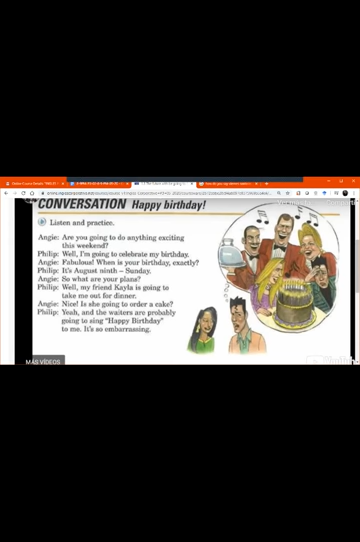 CONVERSATION Happy birthday!
Listen and practice.
Angie: Are you going to do anything exciting
this weekend?
Philip: Well, I'm going to celebrate my birthday.
Angie: Fabulous! When is your birthday, exactly?
Philip: It's August ninth – Sunday.
Angie: So what are your plans?
Philip: Well, my friend Kayla is going to
take me out for dinner.
Angie: Nice! Is she going to order a cake?
Philip: Yeah, and the waiters are probably
going to sing "Happy Birthday"
to me. It's so embarrassing.
MÁS VÍDEOS